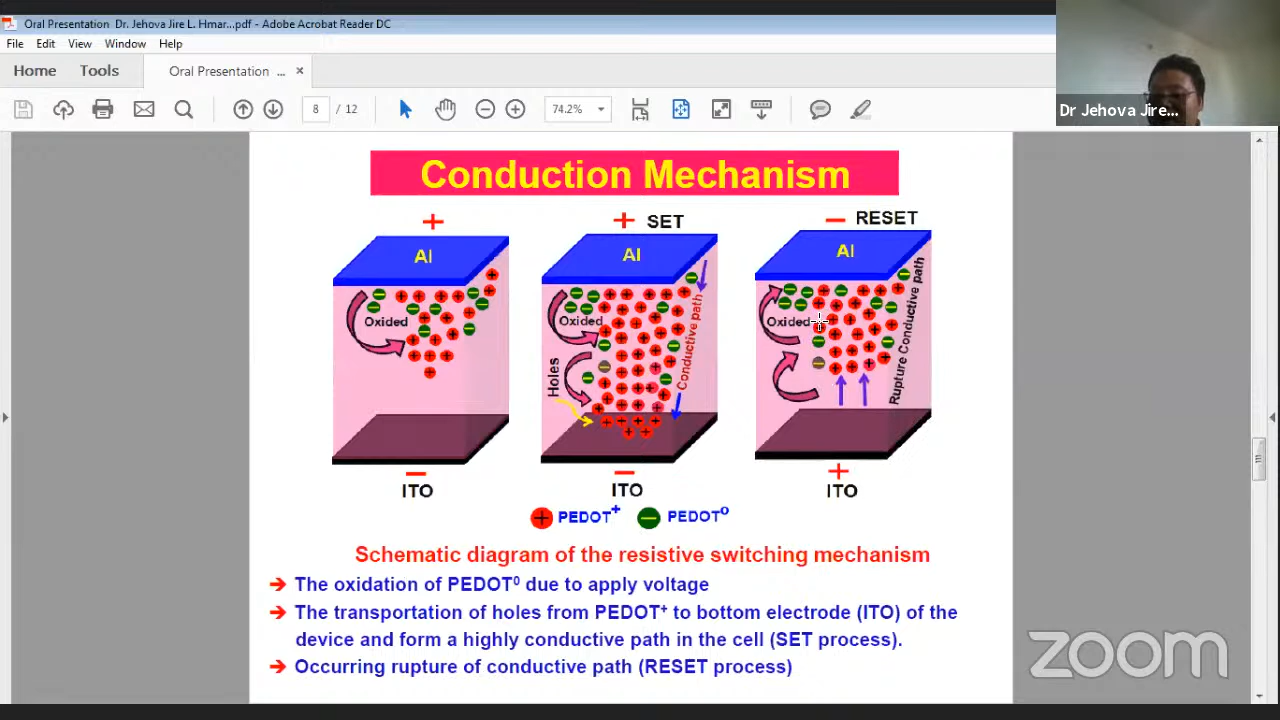 Oral Presentation Dr. Jehova Jire L. Hmar...pdf - Adobe Acrobat Reader DC
File Edit View Window Help
Home Tools Oral Presentation ... ×
8 / 12 74.2%
Dr Jehova Jire...
Conduction Mechanism
+ + SET − RESET
Al Al Al
Oxided Oxided Oxided
Holes Conductive path Rupture Conductive path
− − +
ITO ITO ITO
+ PEDOT⁺ − PEDOT⁰
Schematic diagram of the resistive switching mechanism
➔ The oxidation of PEDOT⁰ due to apply voltage
➔ The transportation of holes from PEDOT⁺ to bottom electrode (ITO) of the
device and form a highly conductive path in the cell (SET process).
➔ Occurring rupture of conductive path (RESET process)
zoom